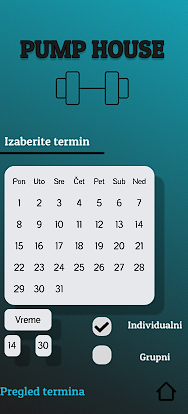 PUMP HOUSE
Izaberite termin
Pon Uto Sre Čet Pet Sub Ned
1 2 3 4 5 6 7
8 9 10 11 12 13 14
15 16 17 18 19 20 21
22 23 24 25 26 27 28
29 30 31
Vreme
14 30
Individualni
Grupni
Pregled termina